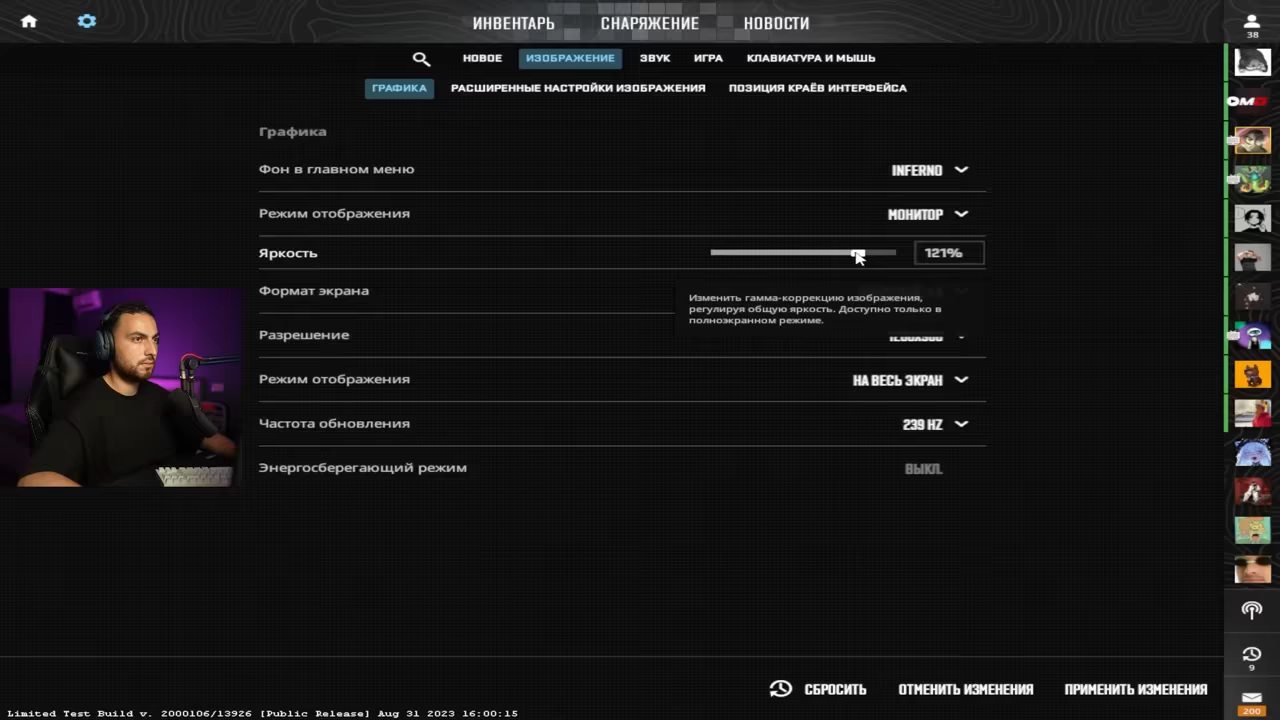 ИНВЕНТАРЬ СНАРЯЖЕНИЕ НОВОСТИ
38
НОВОЕ ИЗОБРАЖЕНИЕ ЗВУК ИГРА КЛАВИАТУРА И МЫШЬ
ГРАФИКА РАСШИРЕННЫЕ НАСТРОЙКИ ИЗОБРАЖЕНИЯ ПОЗИЦИЯ КРАЁВ ИНТЕРФЕЙСА
Графика
Фон в главном меню INFERNO
Режим отображения МОНИТОР
Яркость 121%
Формат экрана
Изменить гамма-коррекцию изображения,
регулируя общую яркость. Доступно только в
полноэкранном режиме.
Разрешение
Режим отображения НА ВЕСЬ ЭКРАН
Частота обновления 239 HZ
Энергосберегающий режим ВЫКЛ.
9
СБРОСИТЬ ОТМЕНИТЬ ИЗМЕНЕНИЯ ПРИМЕНИТЬ ИЗМЕНЕНИЯ
200
Limited Test Build v. 2000106/13926 [Public Release] Aug 31 2023 16:00:15